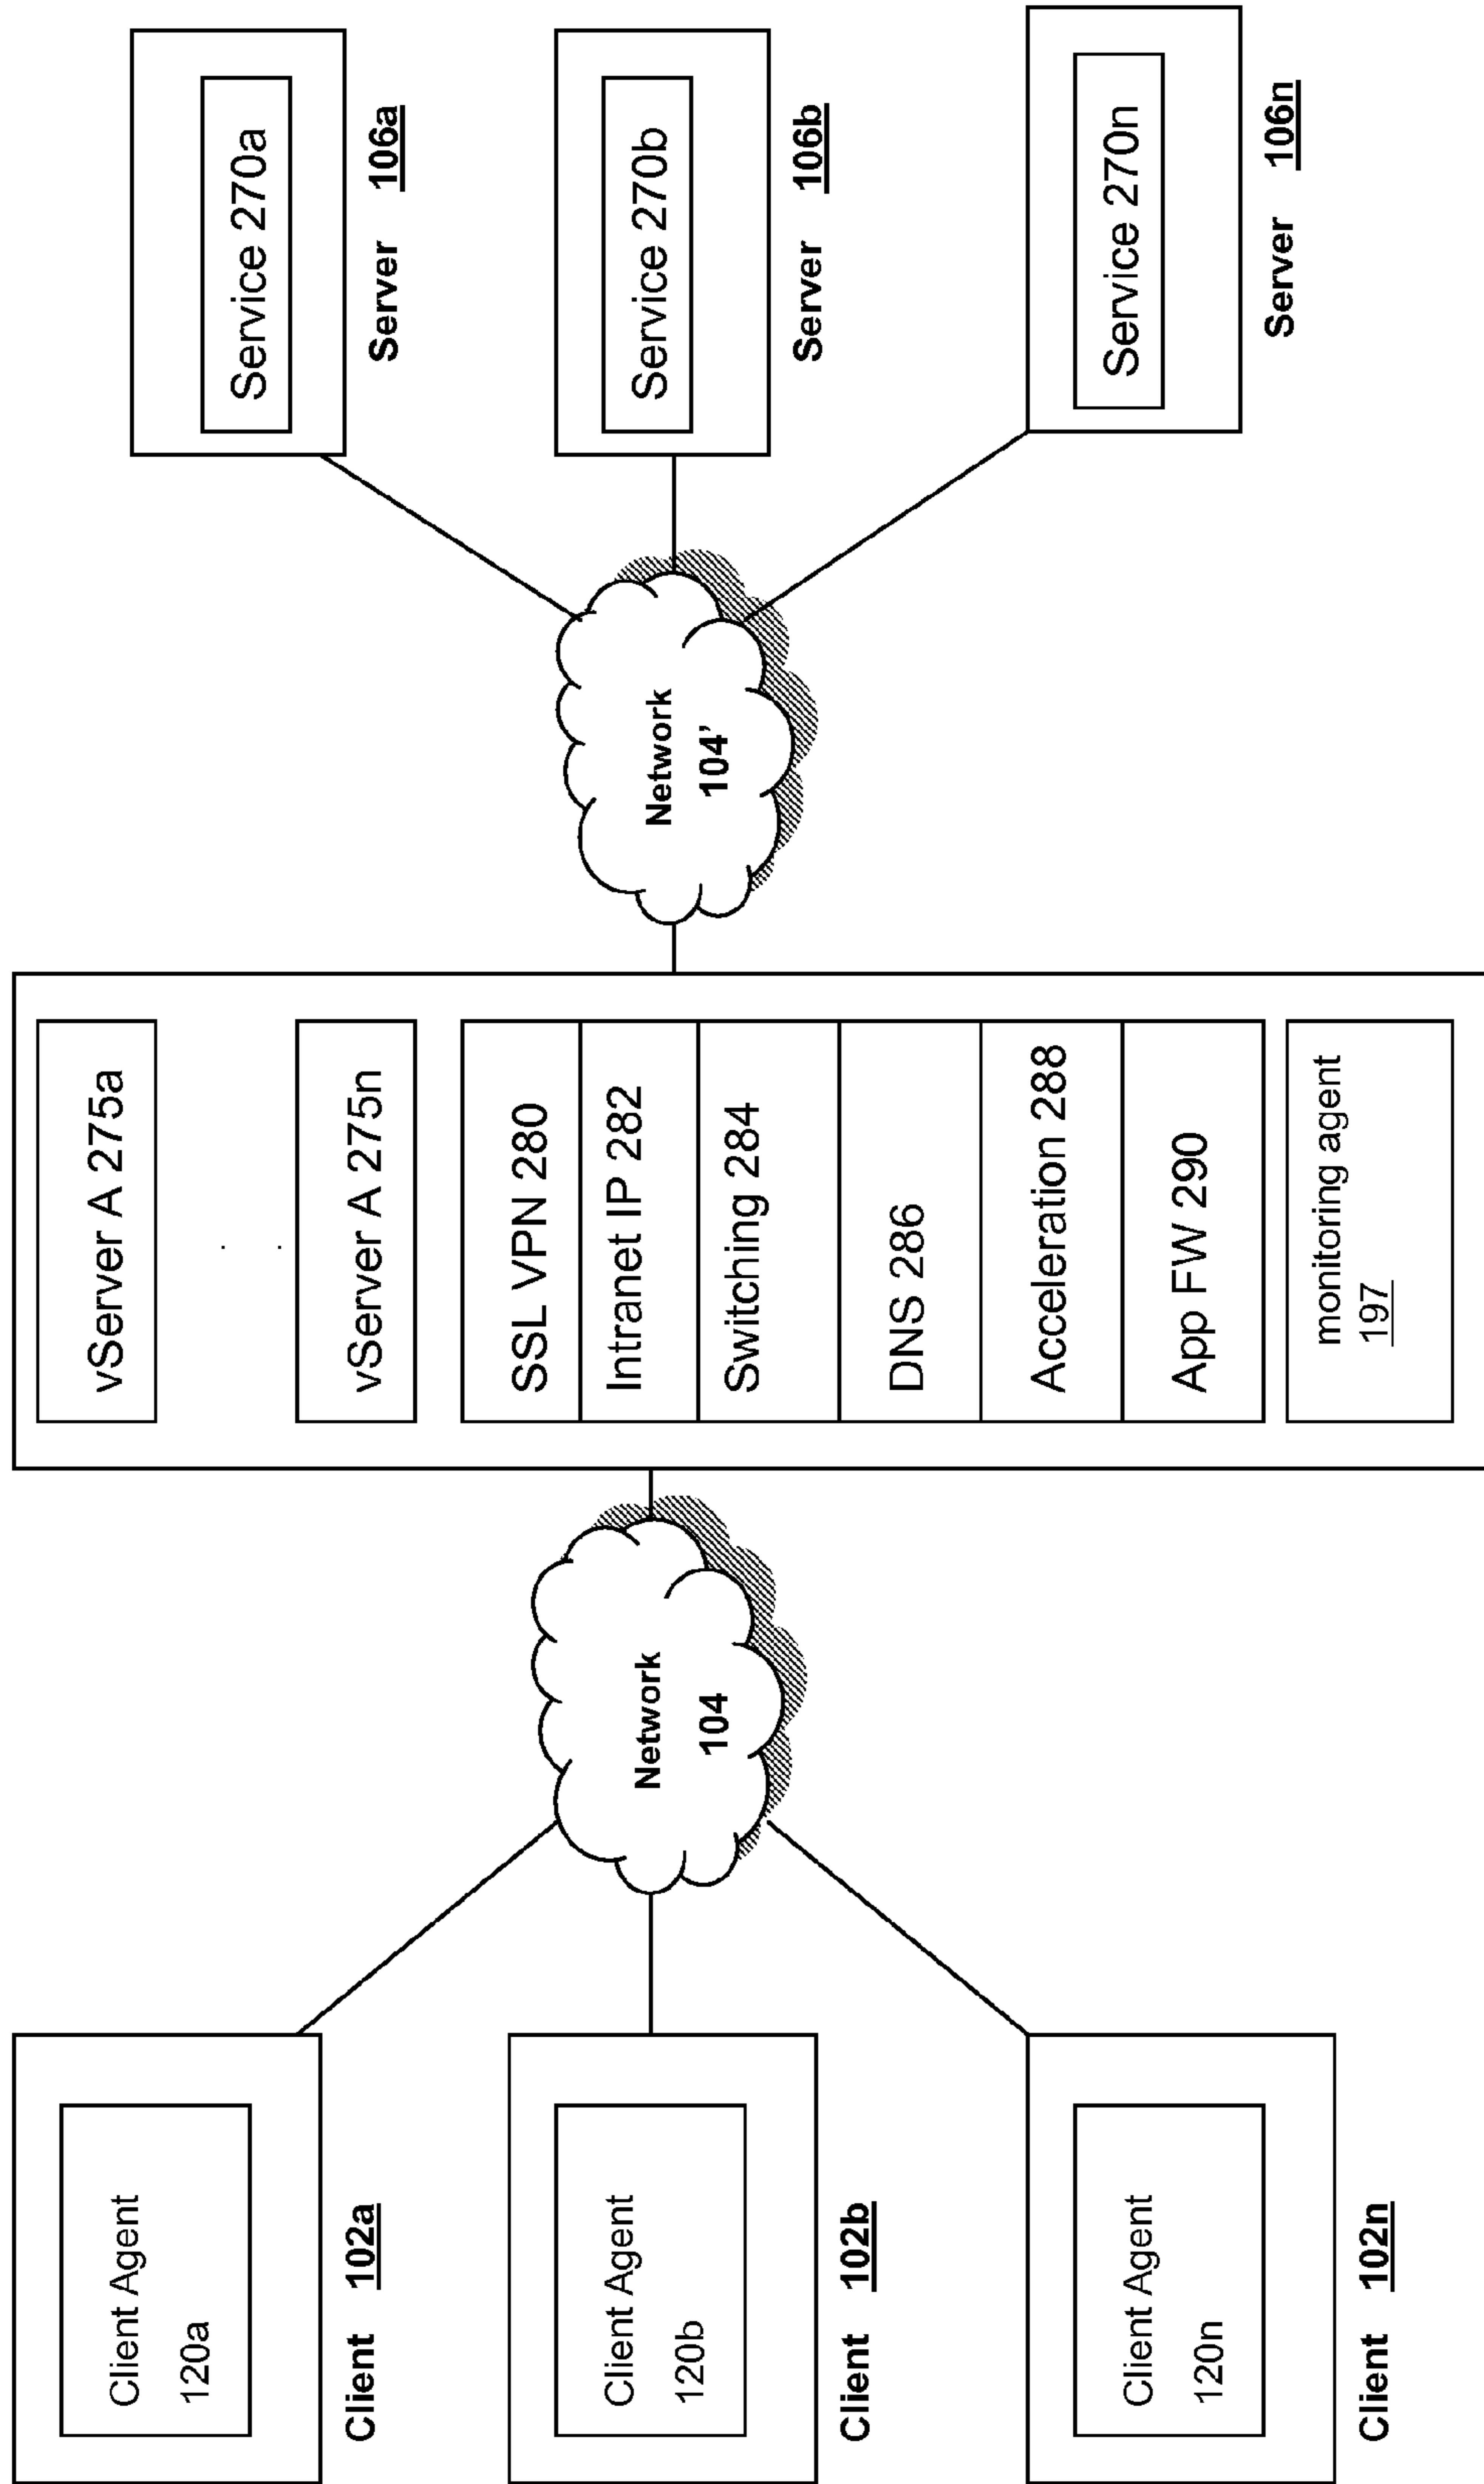 Client Agent
120a
Client 102a
Client Agent
120b
Client 102b
Client Agent
120n
Client 102n
Network
104
vServer A 275a
vServer A 275n
SSL VPN 280
Intranet IP 282
Switching 284
DNS 286
Acceleration 288
App FW 290
monitoring agent
197
Network
104'
Service 270a
Server 106a
Service 270b
Server 106b
Service 270n
Server 106n